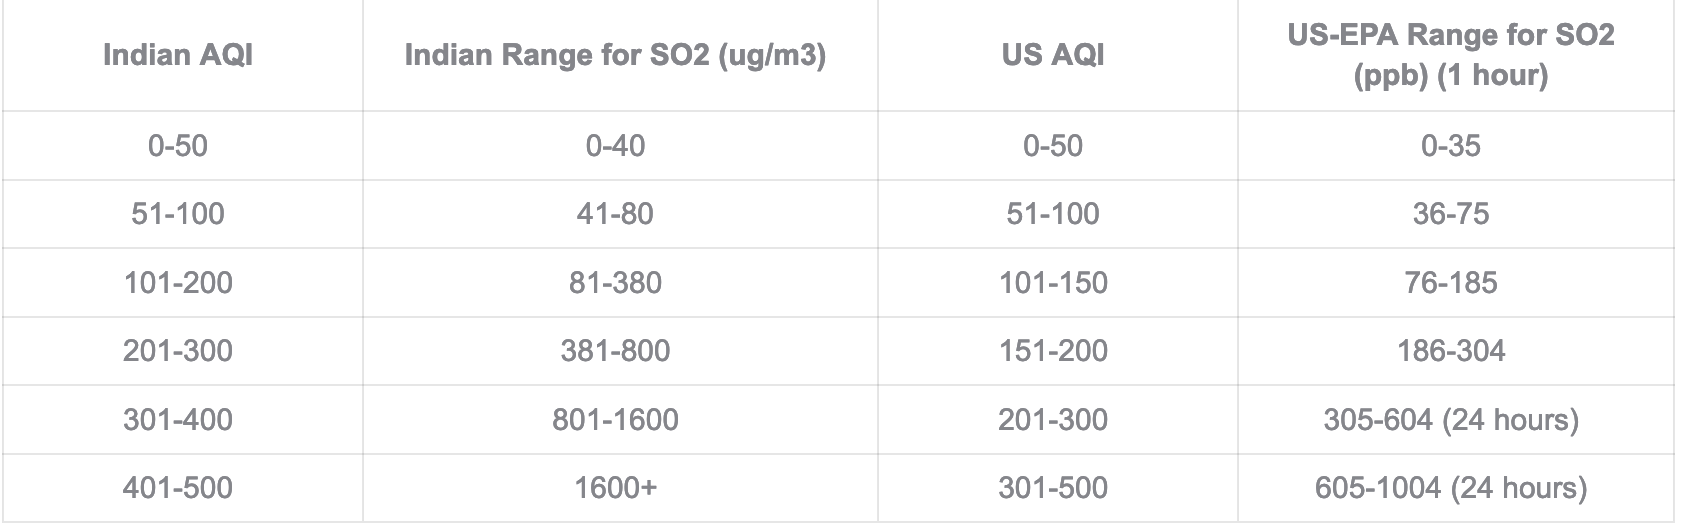 Indian AQI Indian Range for SO2 (ug/m3) US AQI US-EPA Range for SO2
(ppb) (1 hour)
0-50 0-40 0-50 0-35
51-100 41-80 51-100 36-75
101-200 81-380 101-150 76-185
201-300 381-800 151-200 186-304
301-400 801-1600 201-300 305-604 (24 hours)
401-500 1600+ 301-500 605-1004 (24 hours)